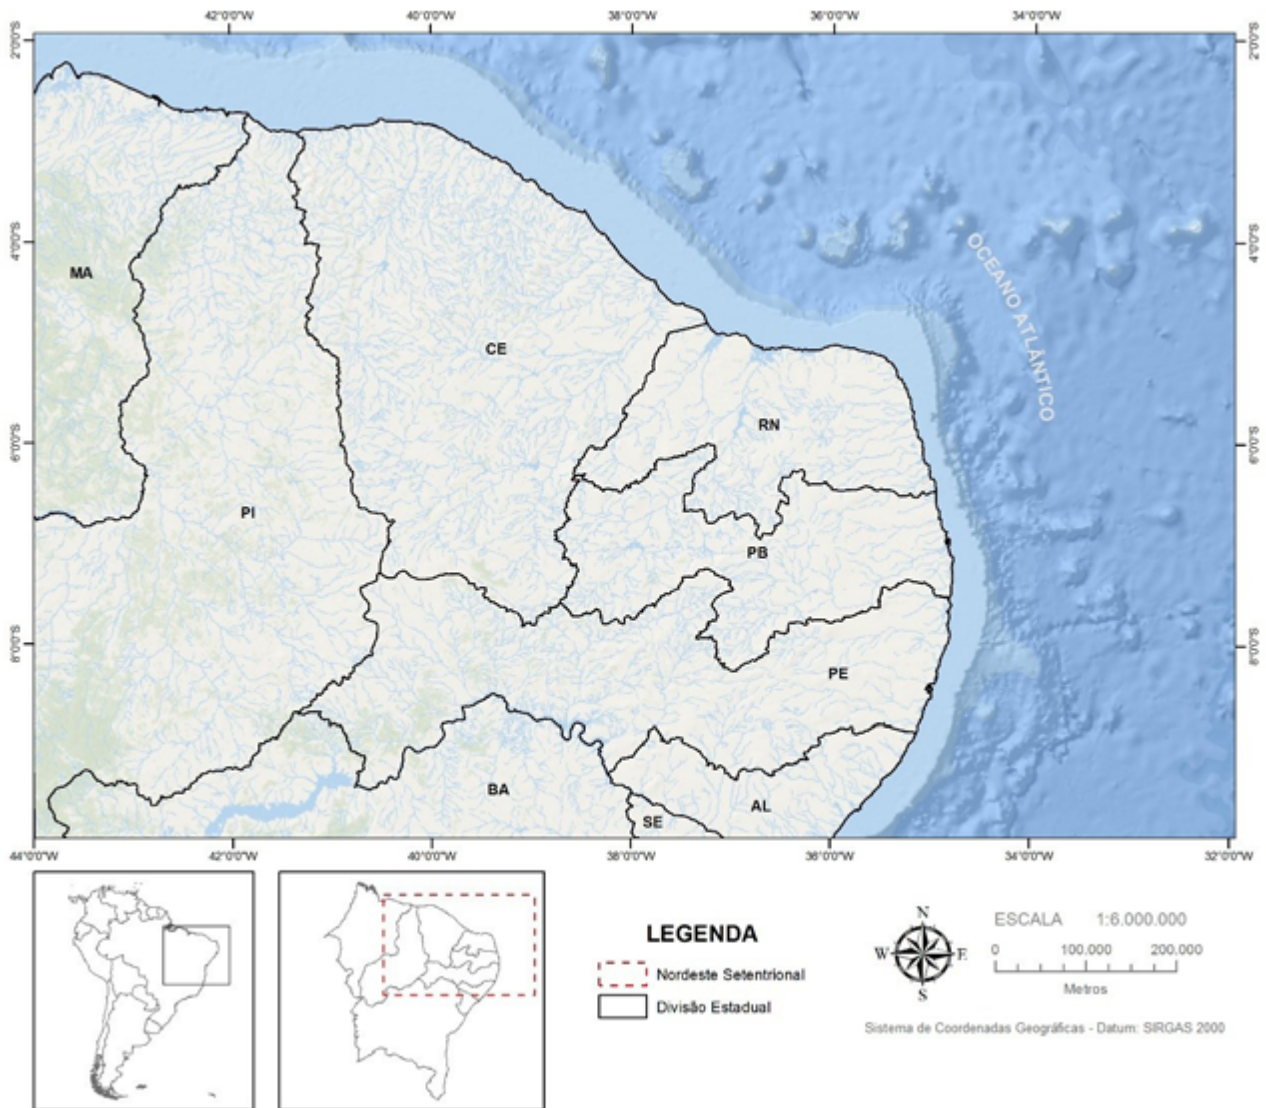 42°0'0"W 40°0'0"W 38°0'0"W 36°0'0"W 34°0'0"W
2°0'0"S 2°0'0"S
4°0'0"S 4°0'0"S
OCEANO ATLÂNTICO
MA
CE
RN
6°0'0"S 6°0'0"S
PI
PB
8°0'0"S 8°0'0"S
PE
BA
AL
SE
44°0'0"W 42°0'0"W 40°0'0"W 38°0'0"W 36°0'0"W 34°0'0"W 32°0'0"W
LEGENDA
Nordeste Setentrional
Divisão Estadual
N
W E
S
ESCALA 1:6.000.000
0 100.000 200.000
Metros
Sistema de Coordenadas Geográficas - Datum: SIRGAS 2000